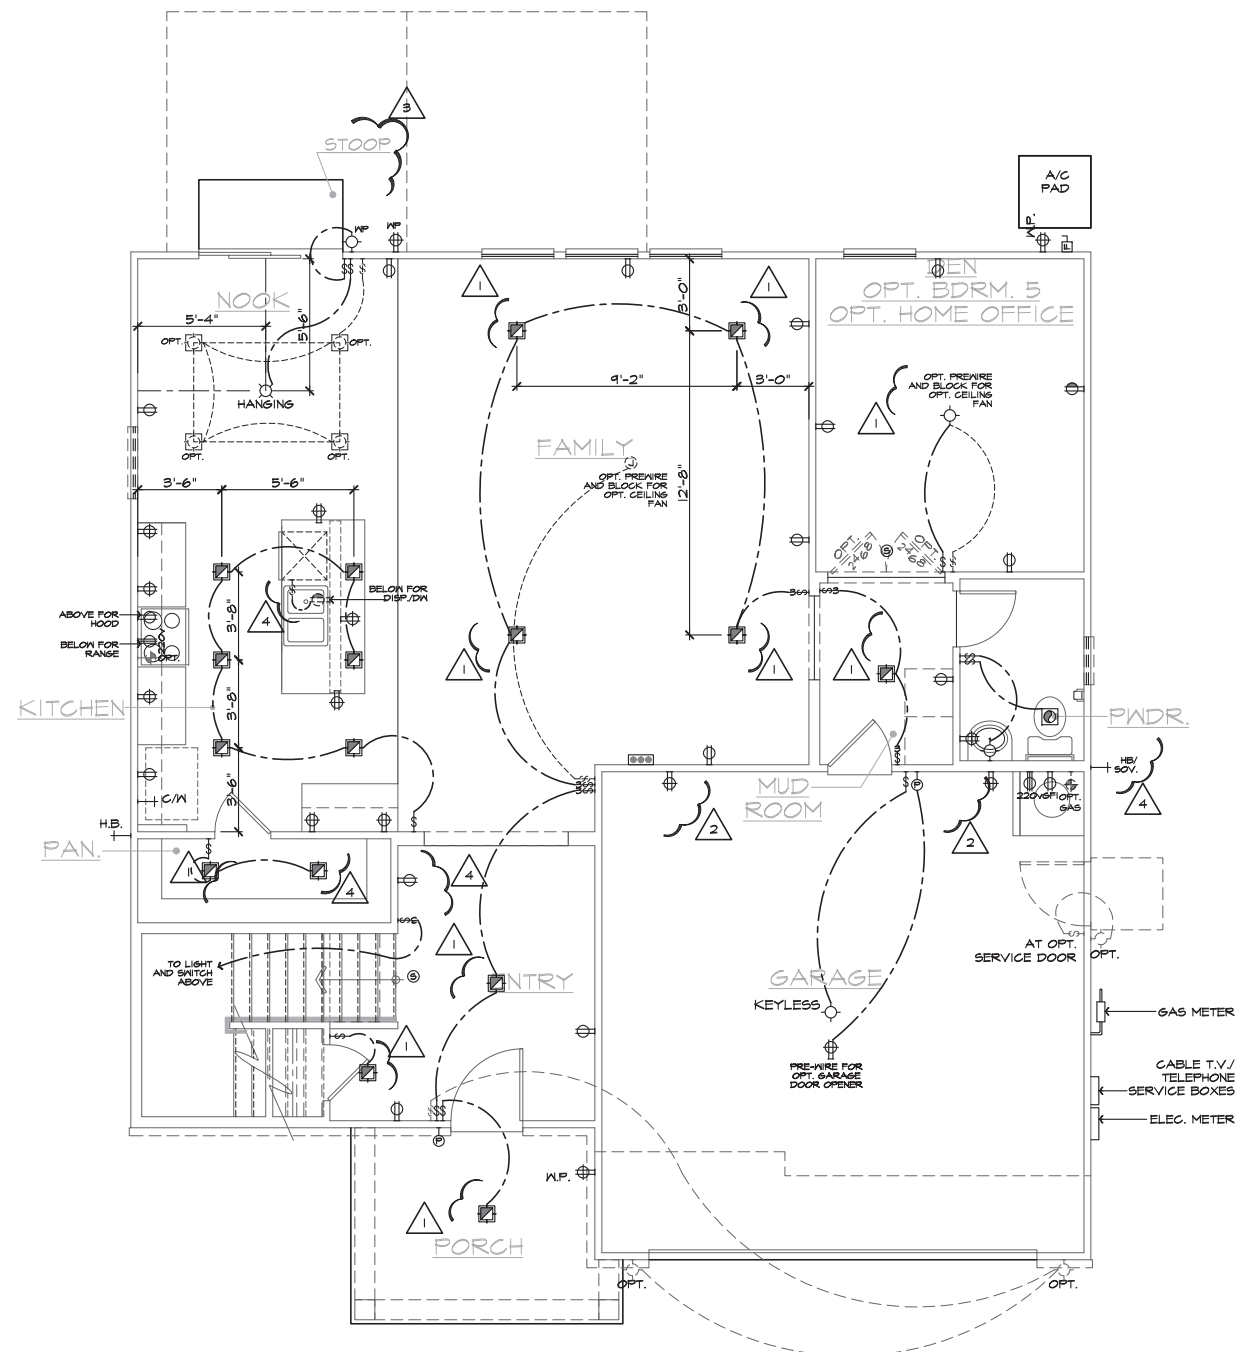 3
STOOP
A/C
PAD
W.P.
WP
WP
F
DEN
OPT. BDRM. 5
OPT. HOME OFFICE
NOOK
5'-4"
5'-6"
3'-0"
1
1
OPT.
OPT.
9'-2"
3'-0"
HANGING
OPT. PREWIRE
AND BLOCK FOR
OPT. CEILING
FAN
1
FAMILY
OPT. PREWIRE
AND BLOCK FOR
OPT. CEILING
FAN
OPT.
OPT.
3'-6"
5'-6"
12'-8"
OPT.
2468
OPT.
2468
S
BELOW FOR
DISP./DW
ABOVE FOR
HOOD
3'-8"
4
BELOW FOR
RANGE
220V
OPT.
1
1
1
KITCHEN
3'-8"
PWDR.
MUD
ROOM
HB/
SOV.
C/W
3'-6"
P
220V
GFI
OPT.
GAS
4
H.B.
2
2
PAN.
4
4
1
AT OPT.
SERVICE DOOR
OPT.
TO LIGHT
AND SWITCH
ABOVE
S
ENTRY
GARAGE
KEYLESS
GAS METER
1
PRE-WIRE FOR
OPT. GARAGE
DOOR OPENER
CABLE T.V./
TELEPHONE
SERVICE BOXES
ELEC. METER
P
W.P.
1
PORCH
OPT.
OPT.